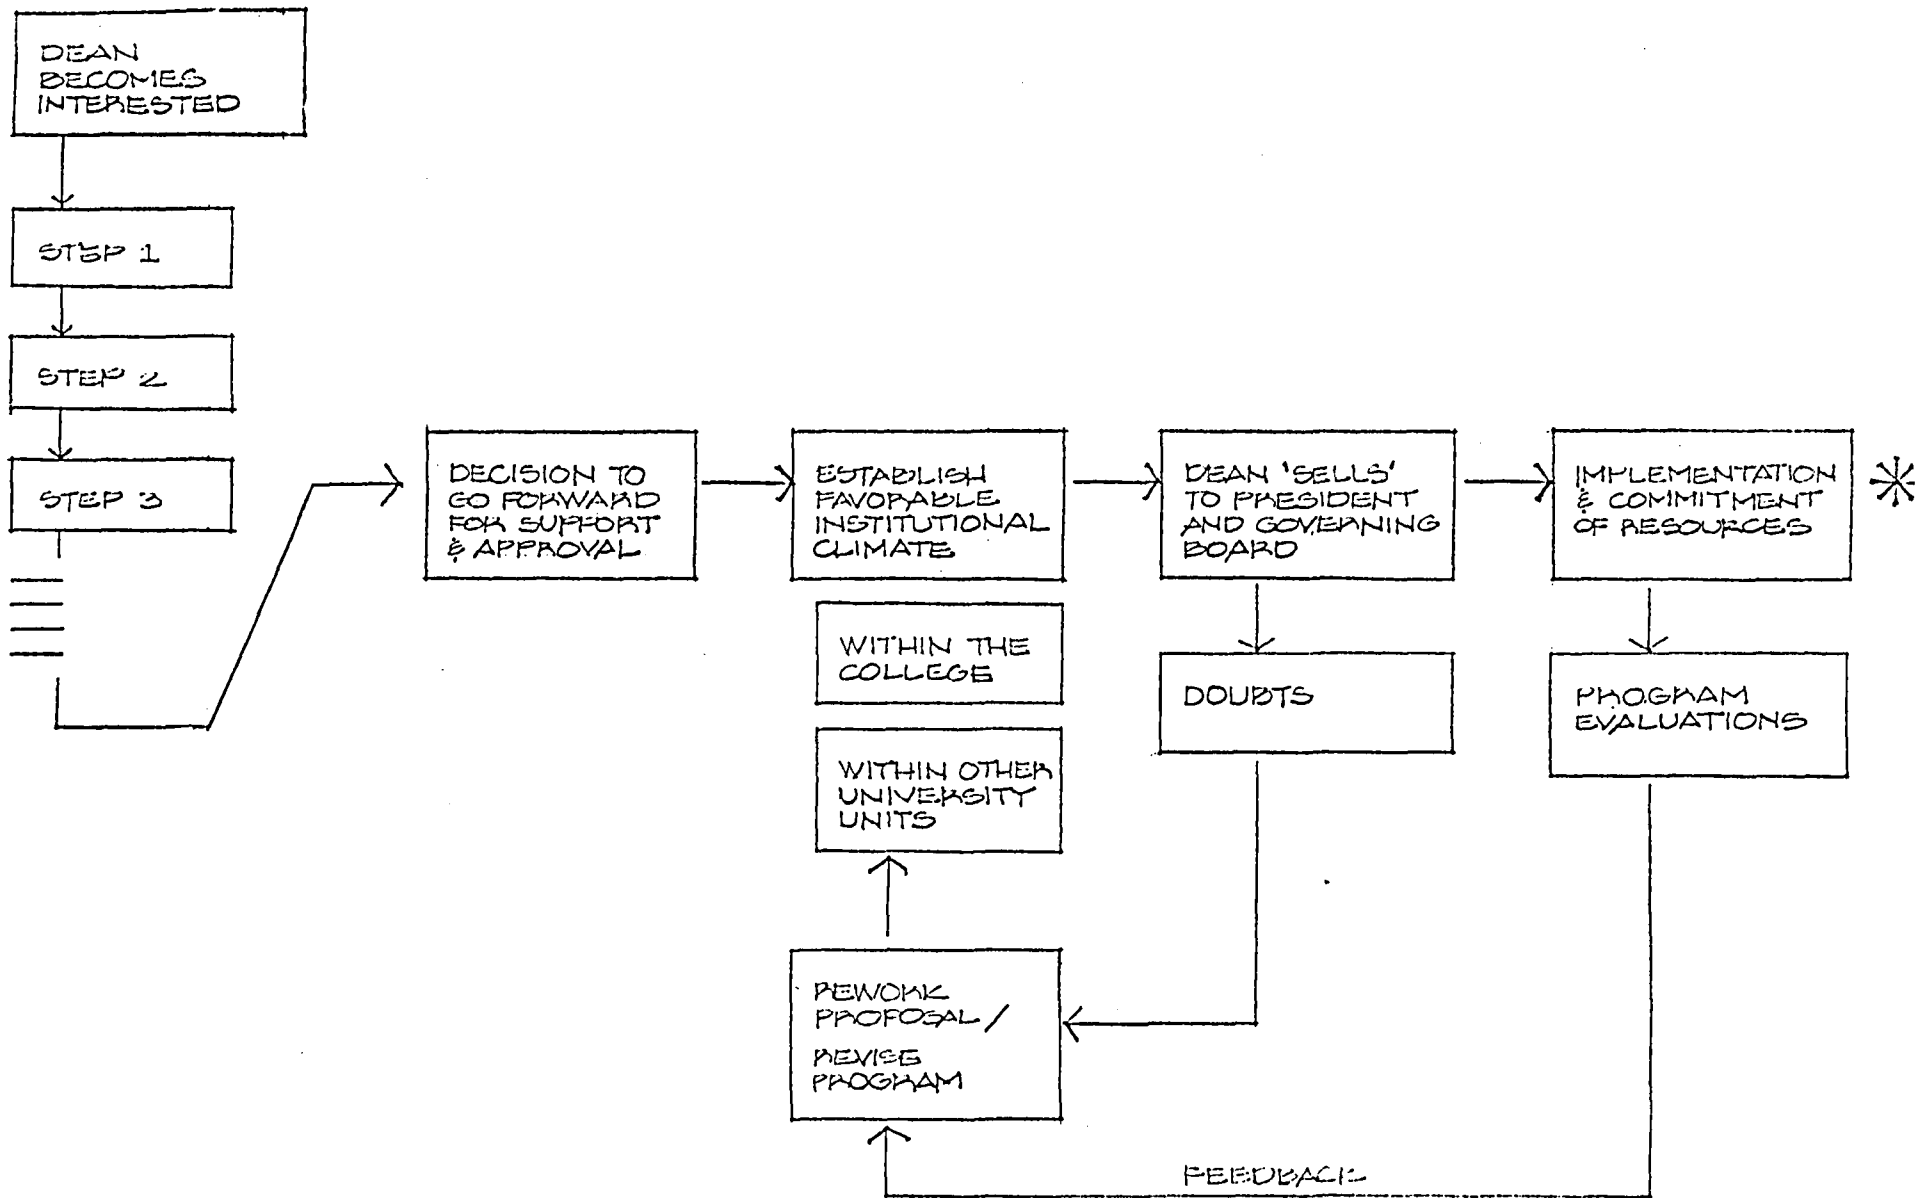 DEAN
BECOMES
INTERESTED
STEP 1
STEP 2
STEP 3
DECISION TO
GO FORWARD
FOR SUPPORT
& APPROVAL
ESTABLISH
FAVORABLE
INSTITUTIONAL
CLIMATE
DEAN 'SELLS'
TO PRESIDENT
AND GOVERNING
BOARD
IMPLEMENTATION
& COMMITMENT
OF RESOURCES
WITHIN THE
COLLEGE
WITHIN OTHER
UNIVERSITY
UNITS
DOUBTS
PROGRAM
EVALUATIONS
REWORK
PROPOSAL /
REVISE
PROGRAM
FEEDBACK